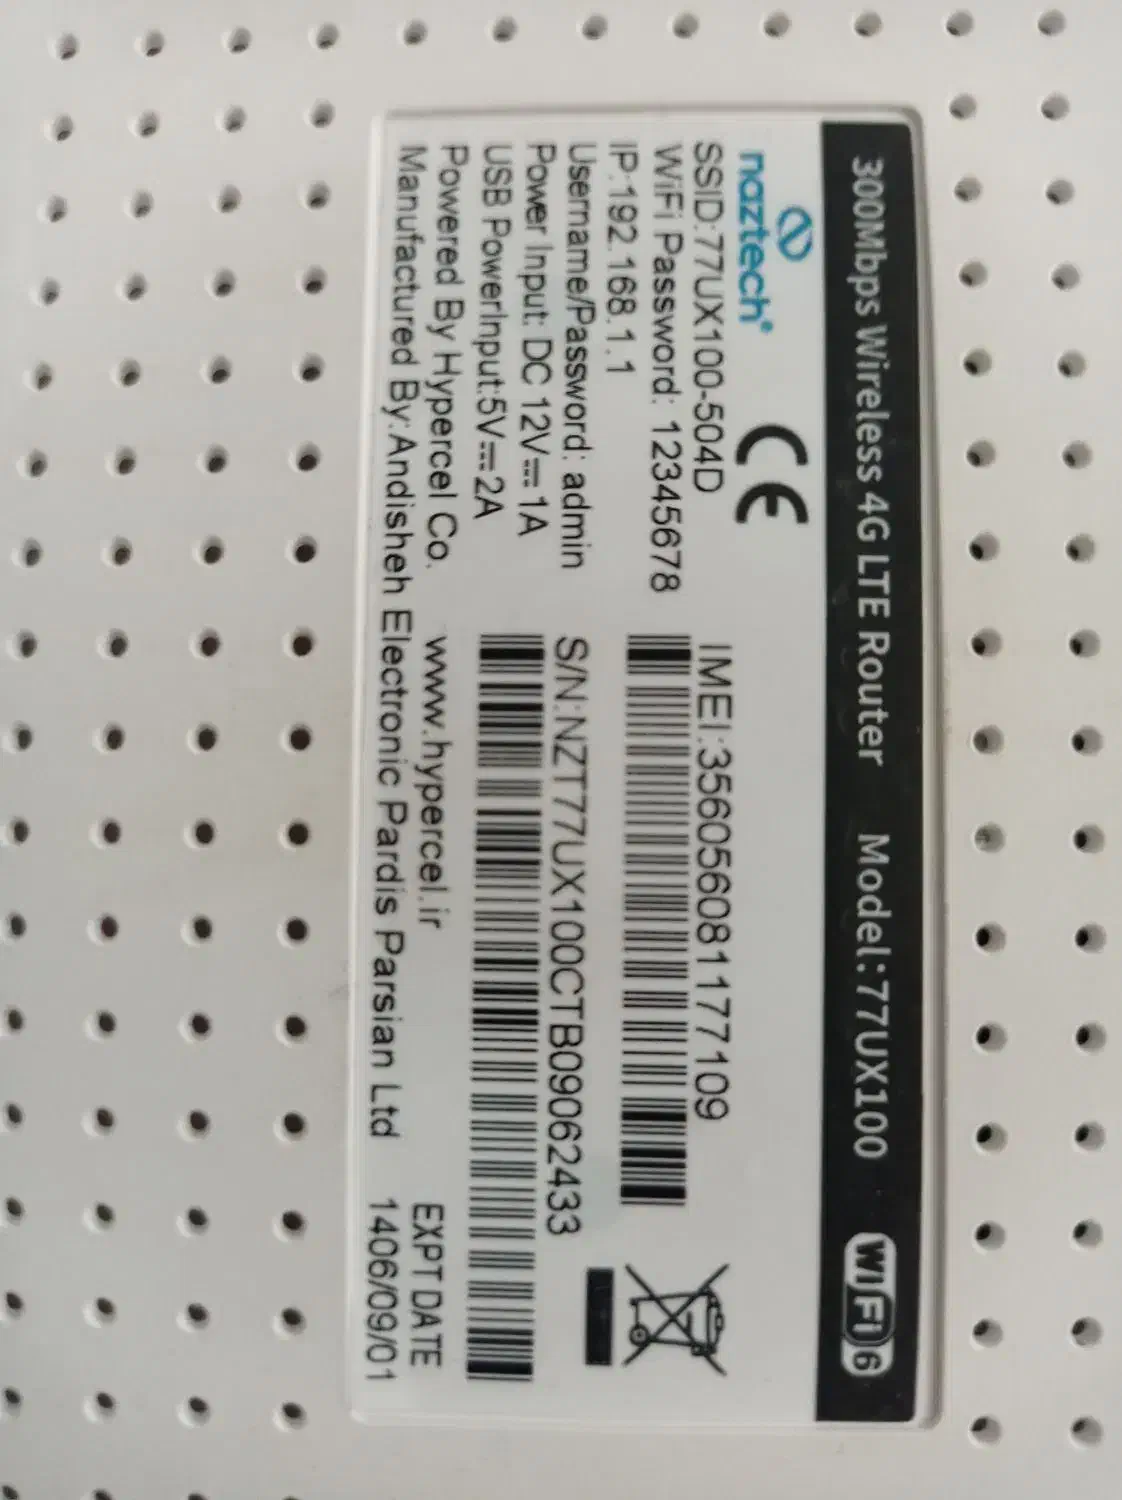 300Mbps Wireless 4G LTE Router Model:77UX100 WiFi 6
naztech®
CE
SSID:77UX100-504D
WiFi Password: 12345678
IP:192.168.1.1
Username/Password: admin
Power Input: DC 12V⎓1A
USB PowerInput:5V⎓2A
Powered By Hypercel Co. www.hypercel.ir
Manufactured By:Andisheh Electronic Pardis Parsian Ltd
IMEI:356056081177109
S/N:NZT77UX100CTB09062433
EXPT DATE
1406/09/01